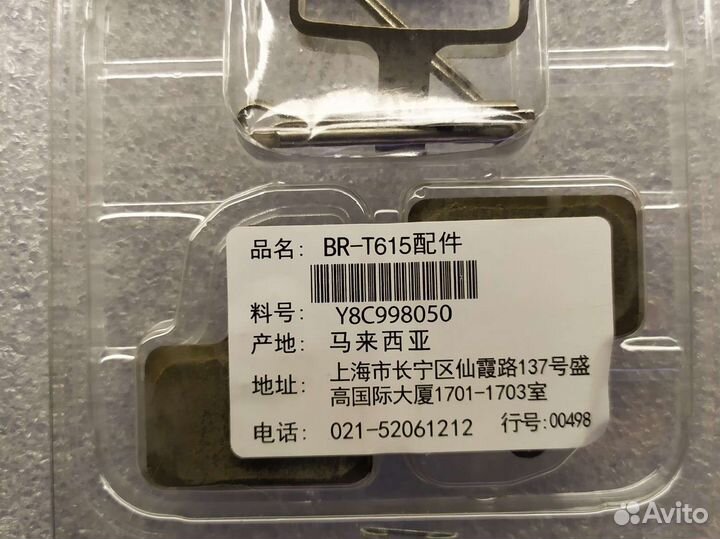 品名: BR-T615配件
料号: Y8C998050
产地: 马来西亚
地址: 上海市长宁区仙霞路137号盛
高国际大厦1701-1703室
电话: 021-52061212 行号:00498
Avito